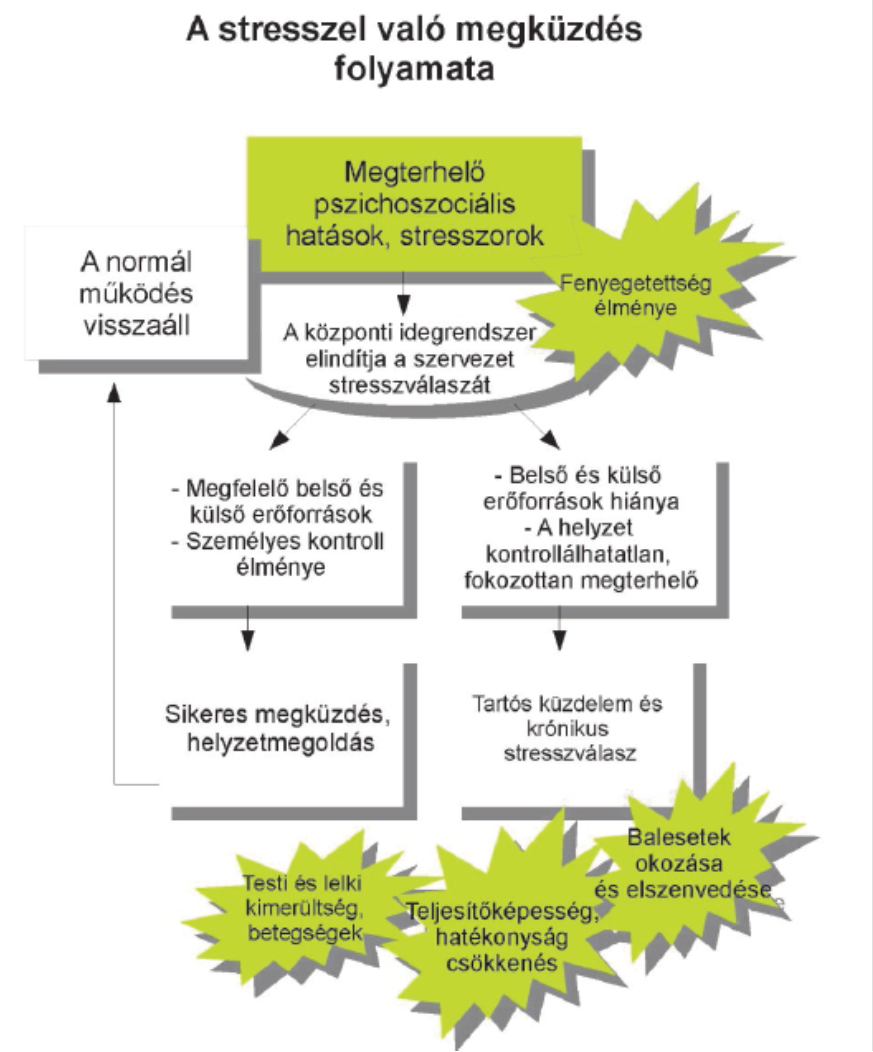 A stresszel való megküzdés
folyamata
Megterhelő
pszichoszociális
hatások, stresszorok
Fenyegetettség
élménye
A normál
működés
visszaáll
A központi idegrendszer
elindítja a szervezet
stresszválaszát
- Megfelelő belső és
külső erőforrások
- Személyes kontroll
élménye
- Belső és külső
erőforrások hiánya
- A helyzet
kontrollálhatatlan,
fokozottan megterhelő
Sikeres megküzdés,
helyzetmegoldás
Tartós küzdelem és
krónikus
stresszválasz
Testi és lelki
kimerültség,
betegségek
Teljesítőképesség,
hatékonyság
csökkenés
Balesetek
okozása
és elszenvedése